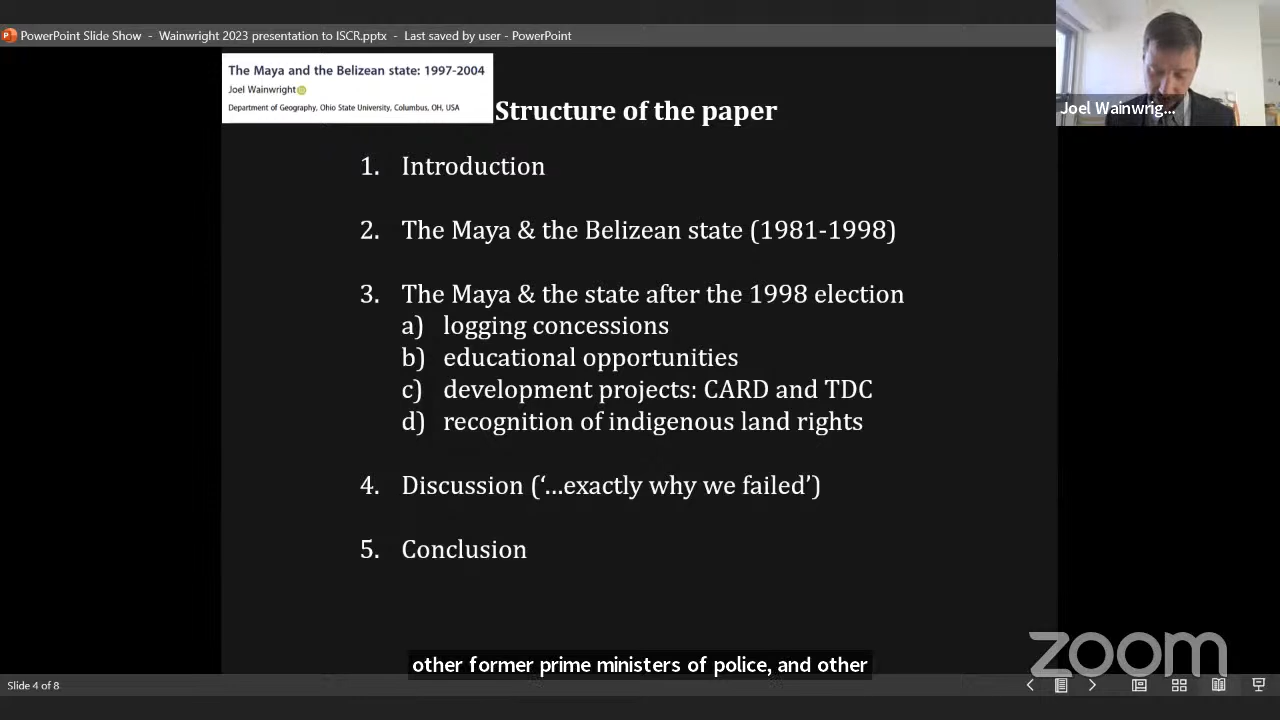 PowerPoint Slide Show - Wainwright 2023 presentation to ISCR.pptx - Last saved by user - PowerPoint
The Maya and the Belizean state: 1997-2004
Joel Wainwright
Department of Geography, Ohio State University, Columbus, OH, USA
Joel Wainwrig...
Structure of the paper
1. Introduction
2. The Maya & the Belizean state (1981-1998)
3. The Maya & the state after the 1998 election
a) logging concessions
b) educational opportunities
c) development projects: CARD and TDC
d) recognition of indigenous land rights
4. Discussion (‘…exactly why we failed’)
5. Conclusion
other former prime ministers of police, and other
zoom
Slide 4 of 8